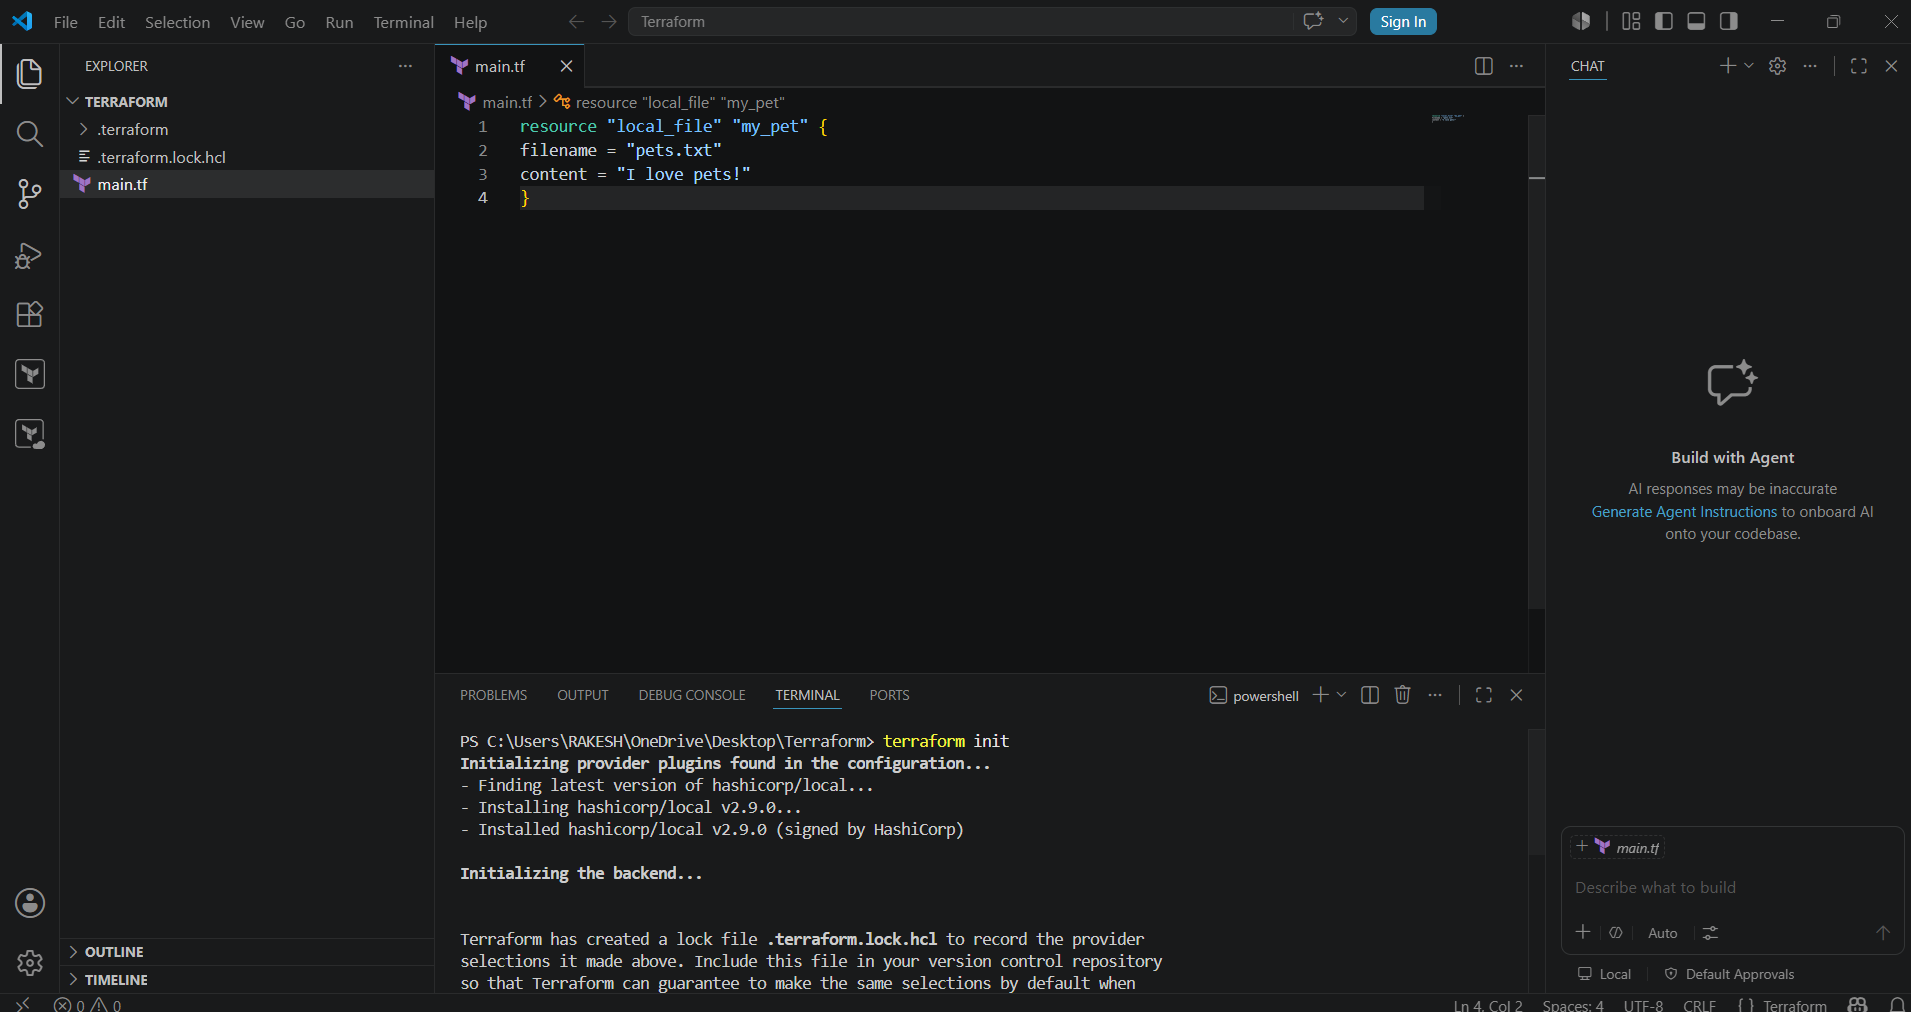 File Edit Selection View Go Run Terminal Help
Terraform
Sign In
EXPLORER
TERRAFORM
.terraform
.terraform.lock.hcl
main.tf
OUTLINE
TIMELINE
main.tf
main.tf > resource "local_file" "my_pet"
1 resource "local_file" "my_pet" {
2 filename = "pets.txt"
3 content = "I love pets!"
4 }
PROBLEMS OUTPUT DEBUG CONSOLE TERMINAL PORTS
powershell
PS C:\Users\RAKESH\OneDrive\Desktop\Terraform> terraform init
Initializing provider plugins found in the configuration...
- Finding latest version of hashicorp/local...
- Installing hashicorp/local v2.9.0...
- Installed hashicorp/local v2.9.0 (signed by HashiCorp)
Initializing the backend...
Terraform has created a lock file .terraform.lock.hcl to record the provider
selections it made above. Include this file in your version control repository
so that Terraform can guarantee to make the same selections by default when
CHAT
Build with Agent
AI responses may be inaccurate
Generate Agent Instructions to onboard AI
onto your codebase.
main.tf
Describe what to build
Auto
Local Default Approvals
0 0
Ln 4, Col 2 Spaces: 4 UTF-8 CRLF {} Terraform